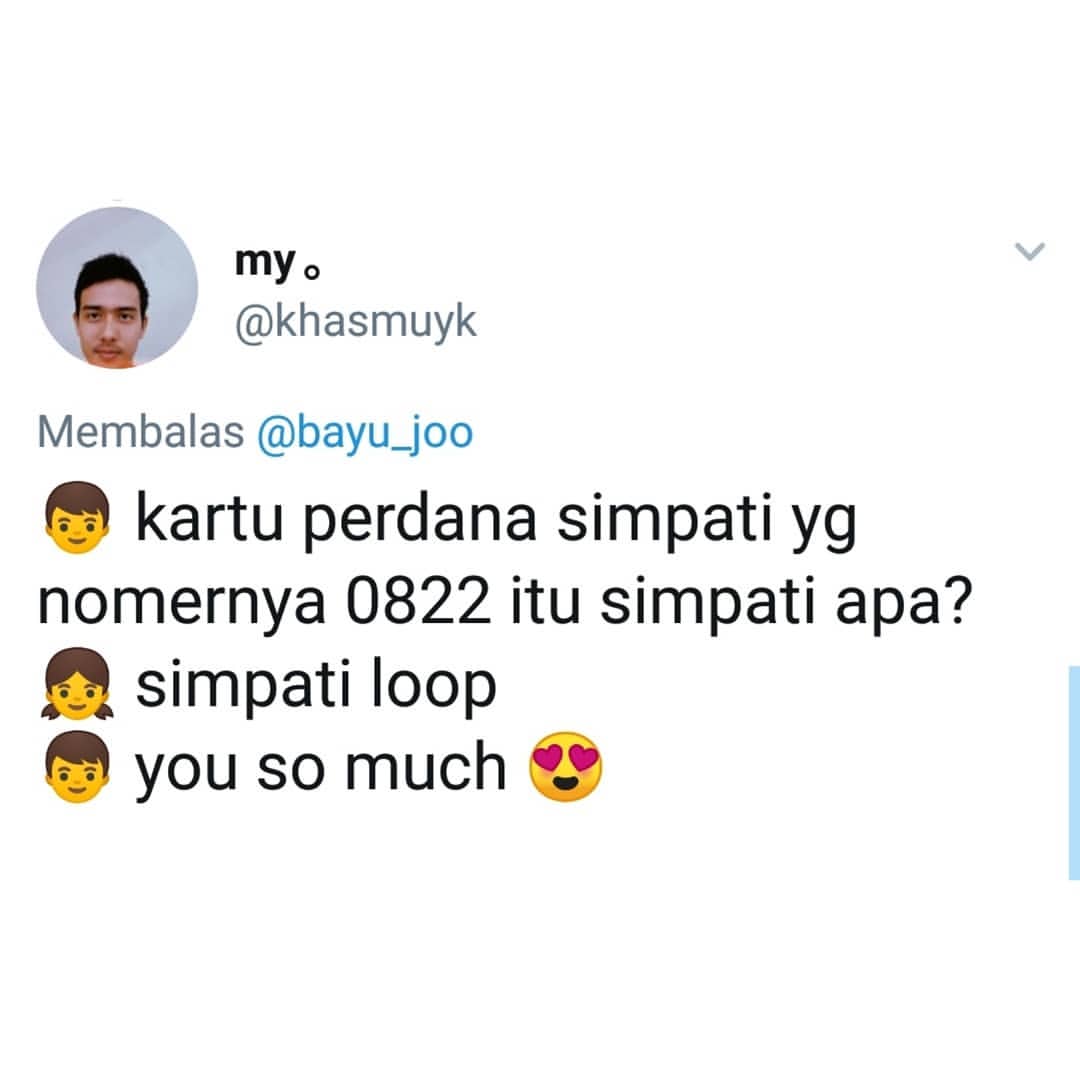 my。
@khasmuyk
Membalas @bayu_joo
👦 kartu perdana simpati yg
nomernya 0822 itu simpati apa?
👧 simpati loop
👦 you so much 😍